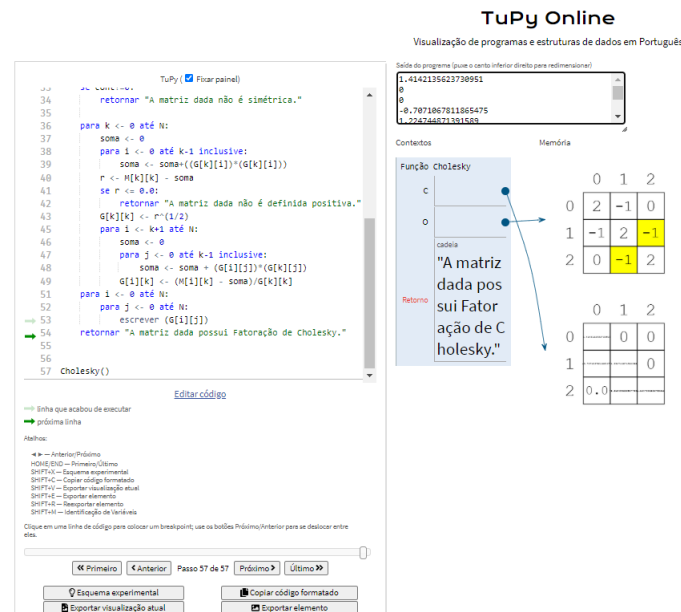 TuPy Online
Visualização de programas e estruturas de dados em Português
TuPy ( Fixar painel)
34 retornar "A matriz dada não é simétrica."
35
36 para k <- 0 até N:
37 soma <- 0
38 para i <- 0 até k-1 inclusive:
39 soma <- soma+((G[k][i])*(G[k][i]))
40 r <- M[k][k] - soma
41 se r <= 0.0:
42 retornar "A matriz dada não é definida positiva."
43 G[k][k] <- r^(1/2)
44 para i <- k+1 até N:
46 soma <- 0
47 para j <- 0 até k-1 inclusive:
48 soma <- soma + (G[i][j])*(G[k][j])
49 G[i][k] <- (M[i][k] - soma)/G[k][k]
51 para i <- 0 até N:
52 para j <- 0 até N:
53 escrever (G[i][j])
54 retornar "A matriz dada possui Fatoração de Cholesky."
55
56
57 Cholesky()
Editar código
linha que acabou de executar
próxima linha
Atalhos:
◄ ► — Anterior/Próximo
HOME/END — Primeiro/Último
SHIFT+X — Esquema experimental
SHIFT+C — Copiar código formatado
SHIFT+V — Exportar visualização atual
SHIFT+E — Exportar elemento
SHIFT+R — Reexportar elemento
SHIFT+M — Identificação de Variáveis
Clique em uma linha de código para colocar um breakpoint; use os botões Próximo/Anterior para se deslocar entre
eles.
« Primeiro < Anterior Passo 57 de 57 Próximo > Último »
Esquema experimental Copiar código formatado
Exportar visualização atual Exportar elemento
Saída do programa (puxe o canto inferior direito para redimensionar)
1.4142135623730951
0
0
-0.7071067811865475
1.224744871391589
Contextos Memória
Função Cholesky
C
O
Retorno
cadeia
"A matriz
dada pos
sui Fator
ação de C
holesky."
0 1 2
0 2 -1 0
1 -1 2 -1
2 0 -1 2
0 1 2
0 0 0
1 0
2 0.0